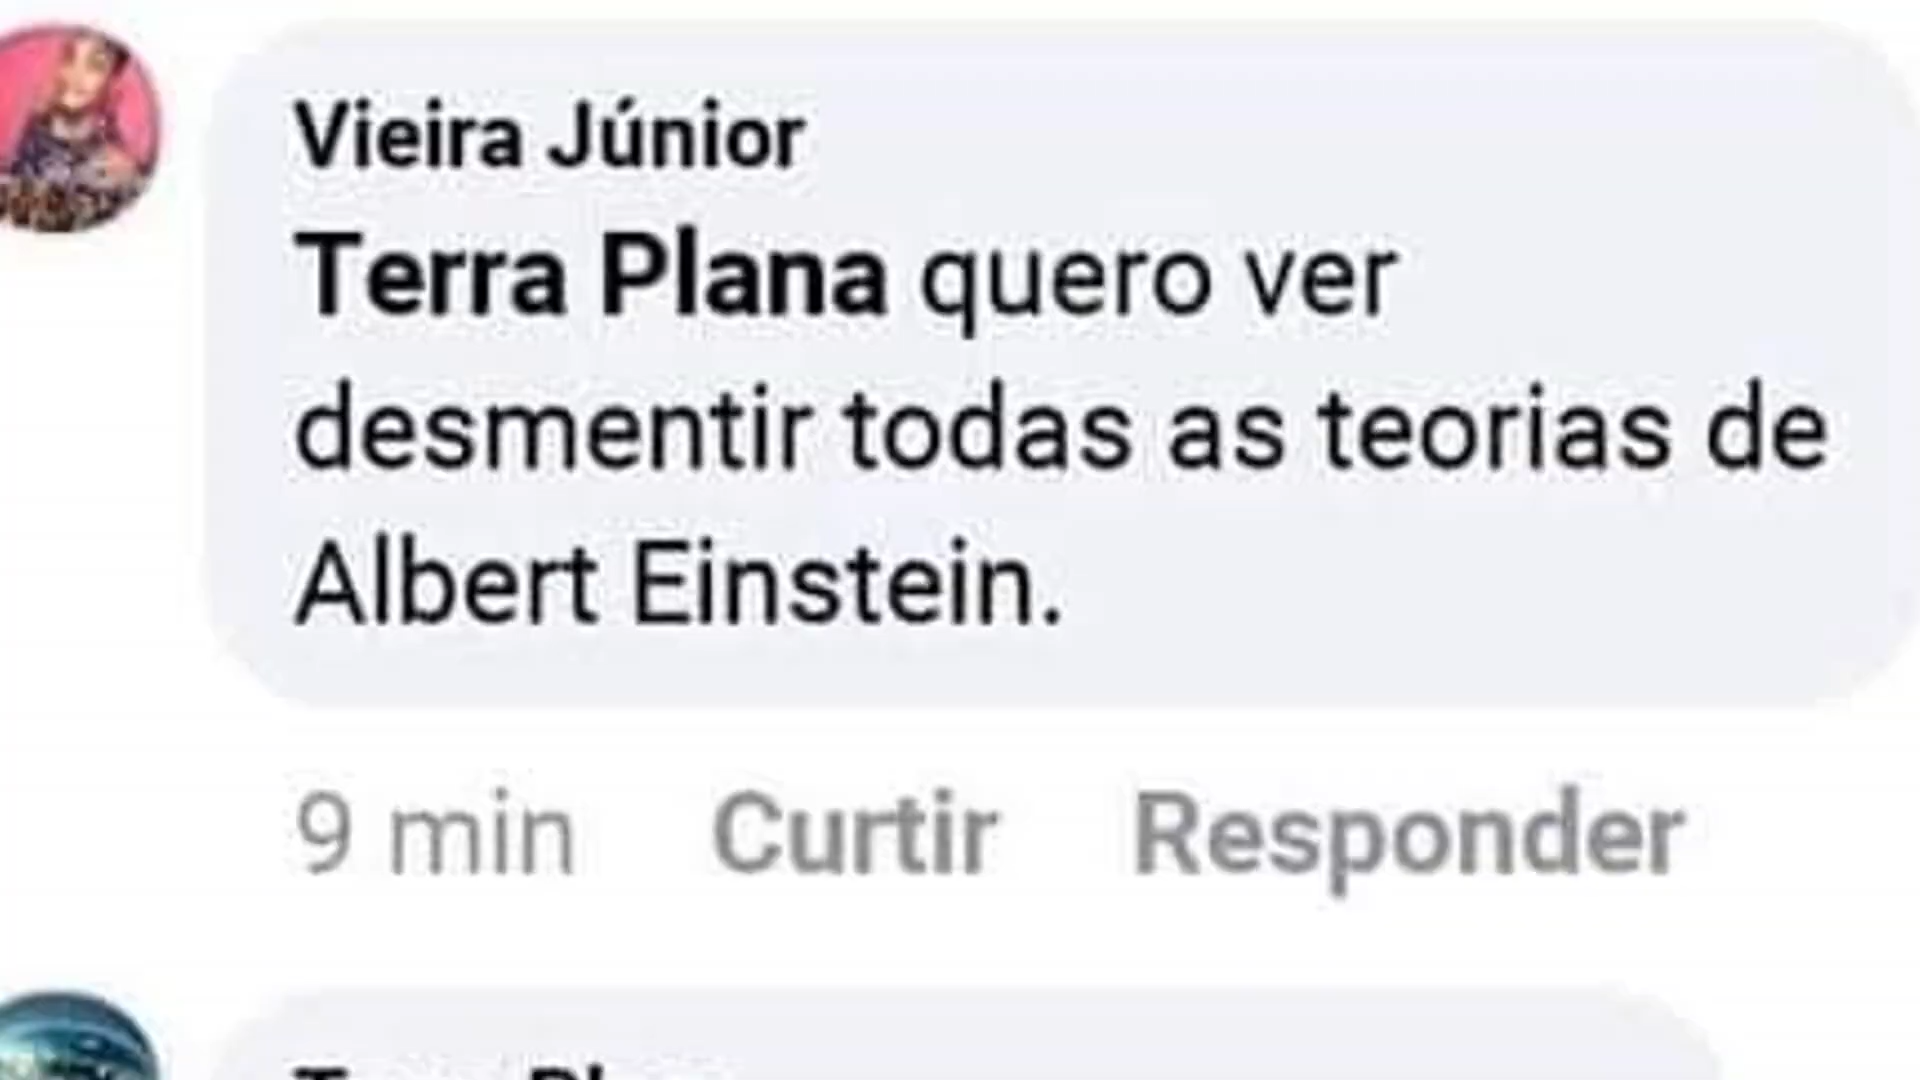 Vieira Júnior
Terra Plana quero ver
desmentir todas as teorias de
Albert Einstein.
9 min Curtir Responder